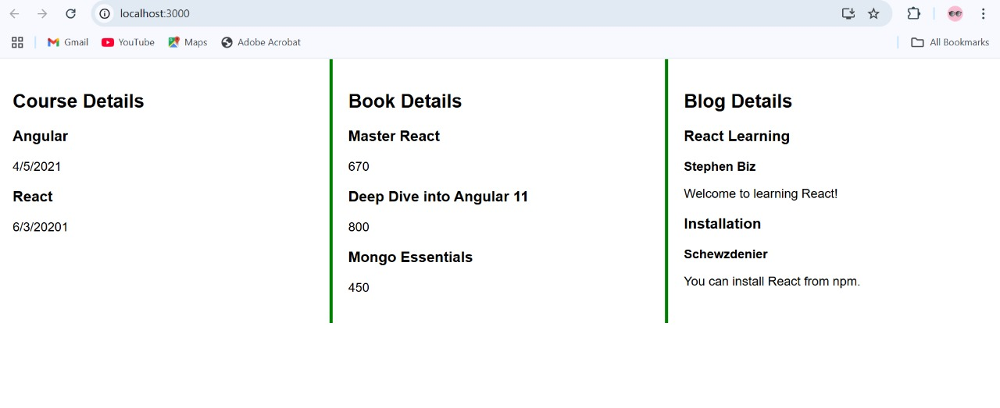 localhost:3000
Gmail
YouTube
Maps
Adobe Acrobat
All Bookmarks
Course Details
Angular
4/5/2021
React
6/3/20201
Book Details
Master React
670
Deep Dive into Angular 11
800
Mongo Essentials
450
Blog Details
React Learning
Stephen Biz
Welcome to learning React!
Installation
Schewzdenier
You can install React from npm.